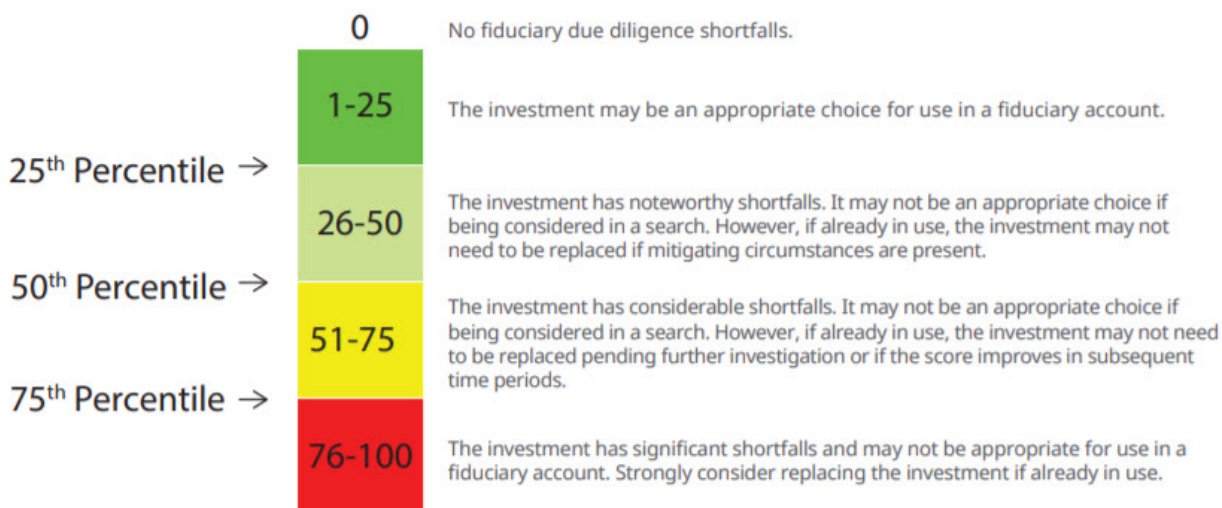 0 No fiduciary due diligence shortfalls.
1-25 The investment may be an appropriate choice for use in a fiduciary account.
25th Percentile →
26-50
The investment has noteworthy shortfalls. It may not be an appropriate choice if
being considered in a search. However, if already in use, the investment may not
need to be replaced if mitigating circumstances are present.
50th Percentile →
51-75
The investment has considerable shortfalls. It may not be an appropriate choice if
being considered in a search. However, if already in use, the investment may not need
to be replaced pending further investigation or if the score improves in subsequent
time periods.
75th Percentile →
76-100
The investment has significant shortfalls and may not be appropriate for use in a
fiduciary account. Strongly consider replacing the investment if already in use.